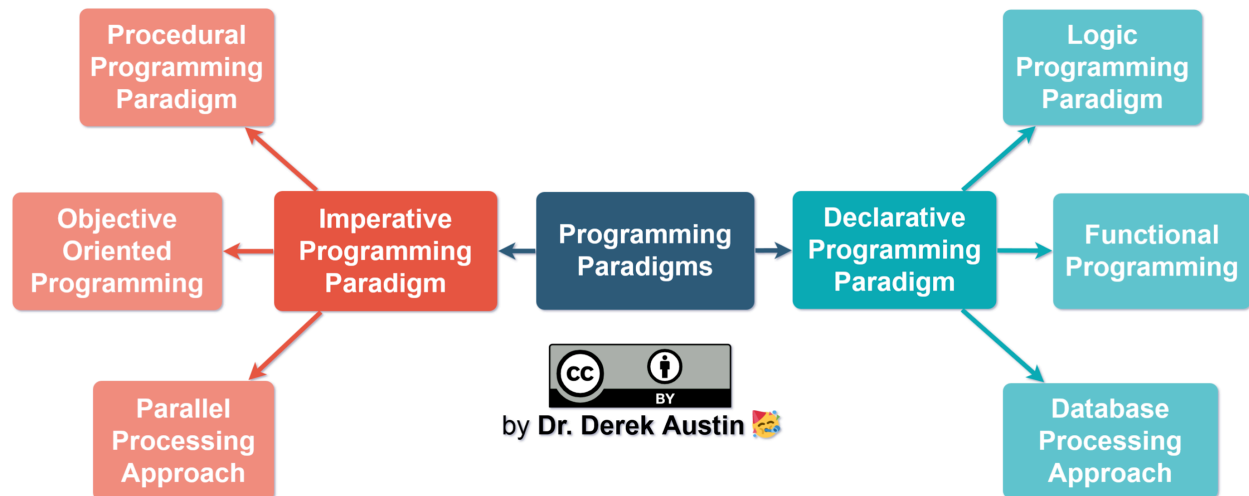 Procedural
Programming
Paradigm
Logic
Programming
Paradigm
Objective
Oriented
Programming
Imperative
Programming
Paradigm
Programming
Paradigms
Declarative
Programming
Paradigm
Functional
Programming
Parallel
Processing
Approach
cc
BY
by Dr. Derek Austin 🥳
Database
Processing
Approach